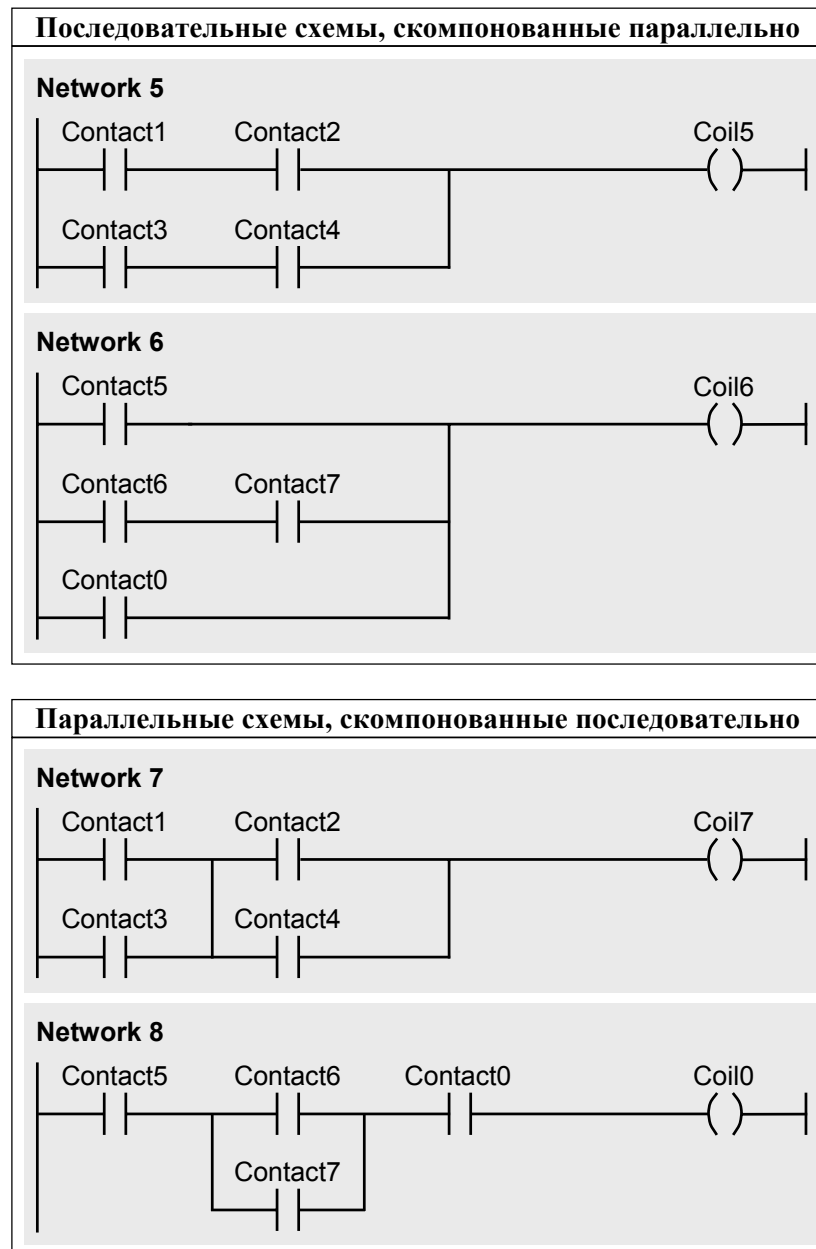 Последовательные схемы, скомпонованные параллельно
Network 5
Contact1 Contact2 Coil5
Contact3 Contact4
Network 6
Contact5 Coil6
Contact6 Contact7
Contact0
Параллельные схемы, скомпонованные последовательно
Network 7
Contact1 Contact2 Coil7
Contact3 Contact4
Network 8
Contact5 Contact6 Contact0 Coil0
Contact7